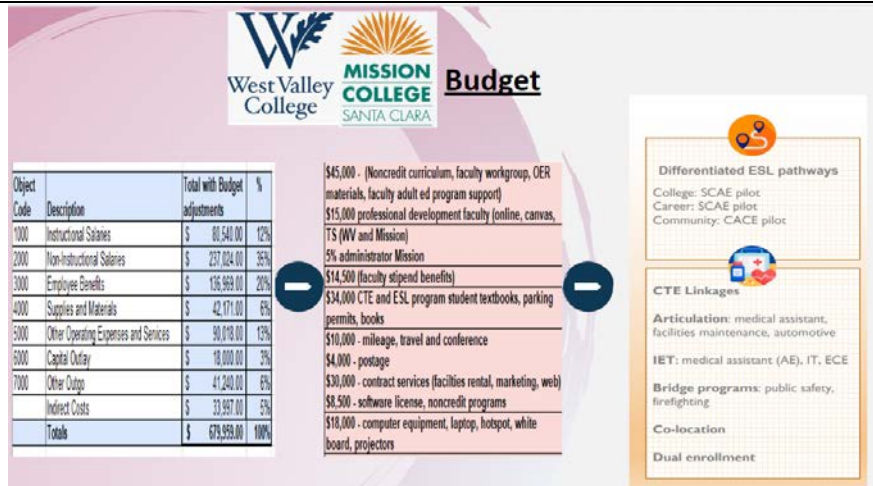 West Valley
College
MISSION
COLLEGE
SANTA CLARA
Budget
Object Code Description Total with Budget adjustments %
1000 Instructional Salaries $ 80,540.00 12%
2000 Non-Instructional Salaries $ 237,024.00 35%
3000 Employee Benefits $ 136,969.00 20%
4000 Supplies and Materials $ 42,171.00 6%
5000 Other Operating Expenses and Services $ 90,018.00 13%
6000 Capital Outlay $ 18,000.00 3%
7000 Other Outgo $ 41,240.00 6%
Indirect Costs $ 33,997.00 5%
Totals $ 679,959.00 100%
$45,000 - (Noncredit curriculum, faculty workgroup, OER
materials, faculty adult ed program support)
$15,000 professional development faculty (online, canvas,
TS (WV and Mission)
5% administrator Mission
$14,500 (faculty stipend benefits)
$34,000 CTE and ESL program student textbooks, parking
permits, books
$10,000 - mileage, travel and conference
$4,000 - postage
$30,000 - contract services (facilties rental, marketing, web)
$8,500 - software license, noncredit programs
$18,000 - computer equipment, laptop, hotspot, white
board, projectors
Differentiated ESL pathways
College: SCAE pilot
Career: SCAE pilot
Community: CACE pilot
CTE Linkages
Articulation: medical assistant,
facilities maintenance, automotive
IET: medical assistant (AE), IT, ECE
Bridge programs: public safety,
firefighting
Co-location
Dual enrollment